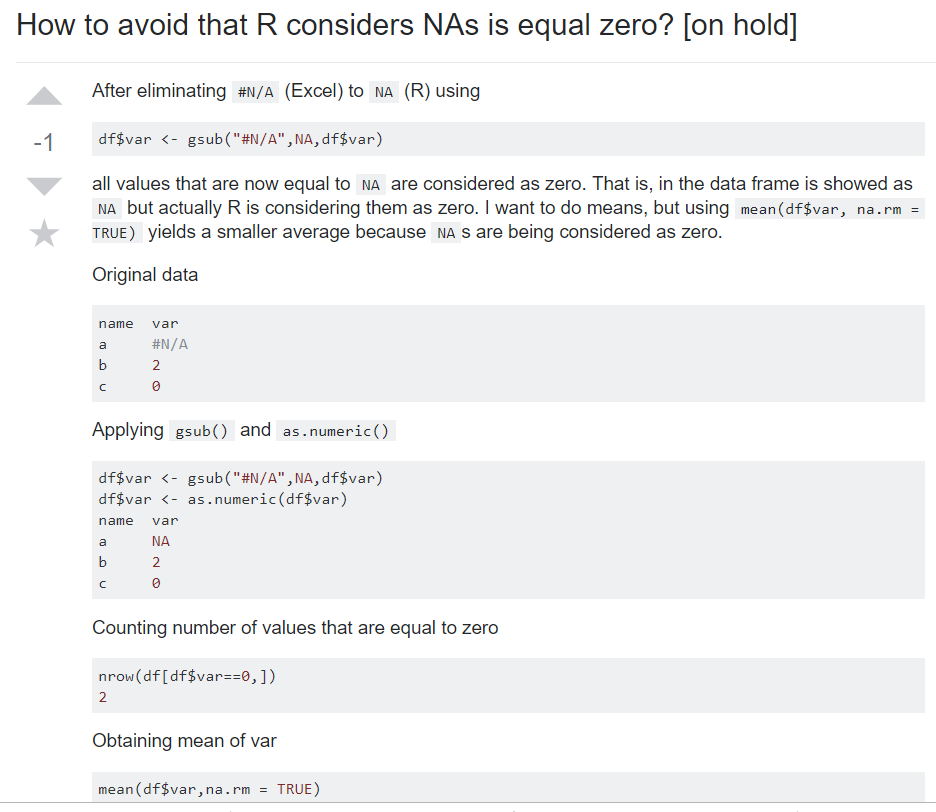 How to avoid that R considers NAs is equal zero? [on hold]
After eliminating #N/A (Excel) to NA (R) using
-1
df$var <- gsub("#N/A",NA,df$var)
all values that are now equal to NA are considered as zero. That is, in the data frame is showed as
NA but actually R is considering them as zero. I want to do means, but using mean(df$var, na.rm =
TRUE) yields a smaller average because NA s are being considered as zero.
Original data
name var
a #N/A
b 2
c 0
Applying gsub() and as.numeric()
df$var <- gsub("#N/A",NA,df$var)
df$var <- as.numeric(df$var)
name var
a NA
b 2
c 0
Counting number of values that are equal to zero
nrow(df[df$var==0,])
2
Obtaining mean of var
mean(df$var,na.rm = TRUE)